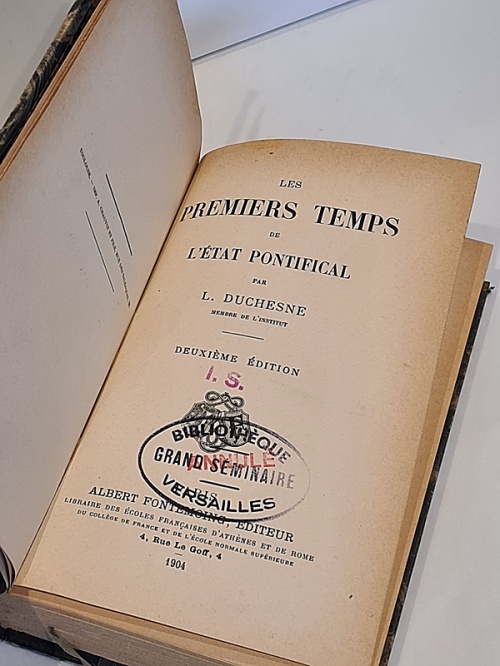 LES
PREMIERS TEMPS
DE
L'ÉTAT PONTIFICAL
PAR
L. DUCHESNE
MEMBRE DE L'INSTITUT
DEUXIÈME ÉDITION
I. S.
BIBLIOTHÈQUE
ANNULÉ
GRAND SÉMINAIRE
VERSAILLES
ALBERT FONTEMOING, EDITEUR
LIBRAIRE DES ÉCOLES FRANÇAISES D'ATHÈNES ET DE ROME
DU COLLÈGE DE FRANCE ET DE L'ÉCOLE NORMALE SUPÉRIEURE
4, Rue Le Goff, 4
1904